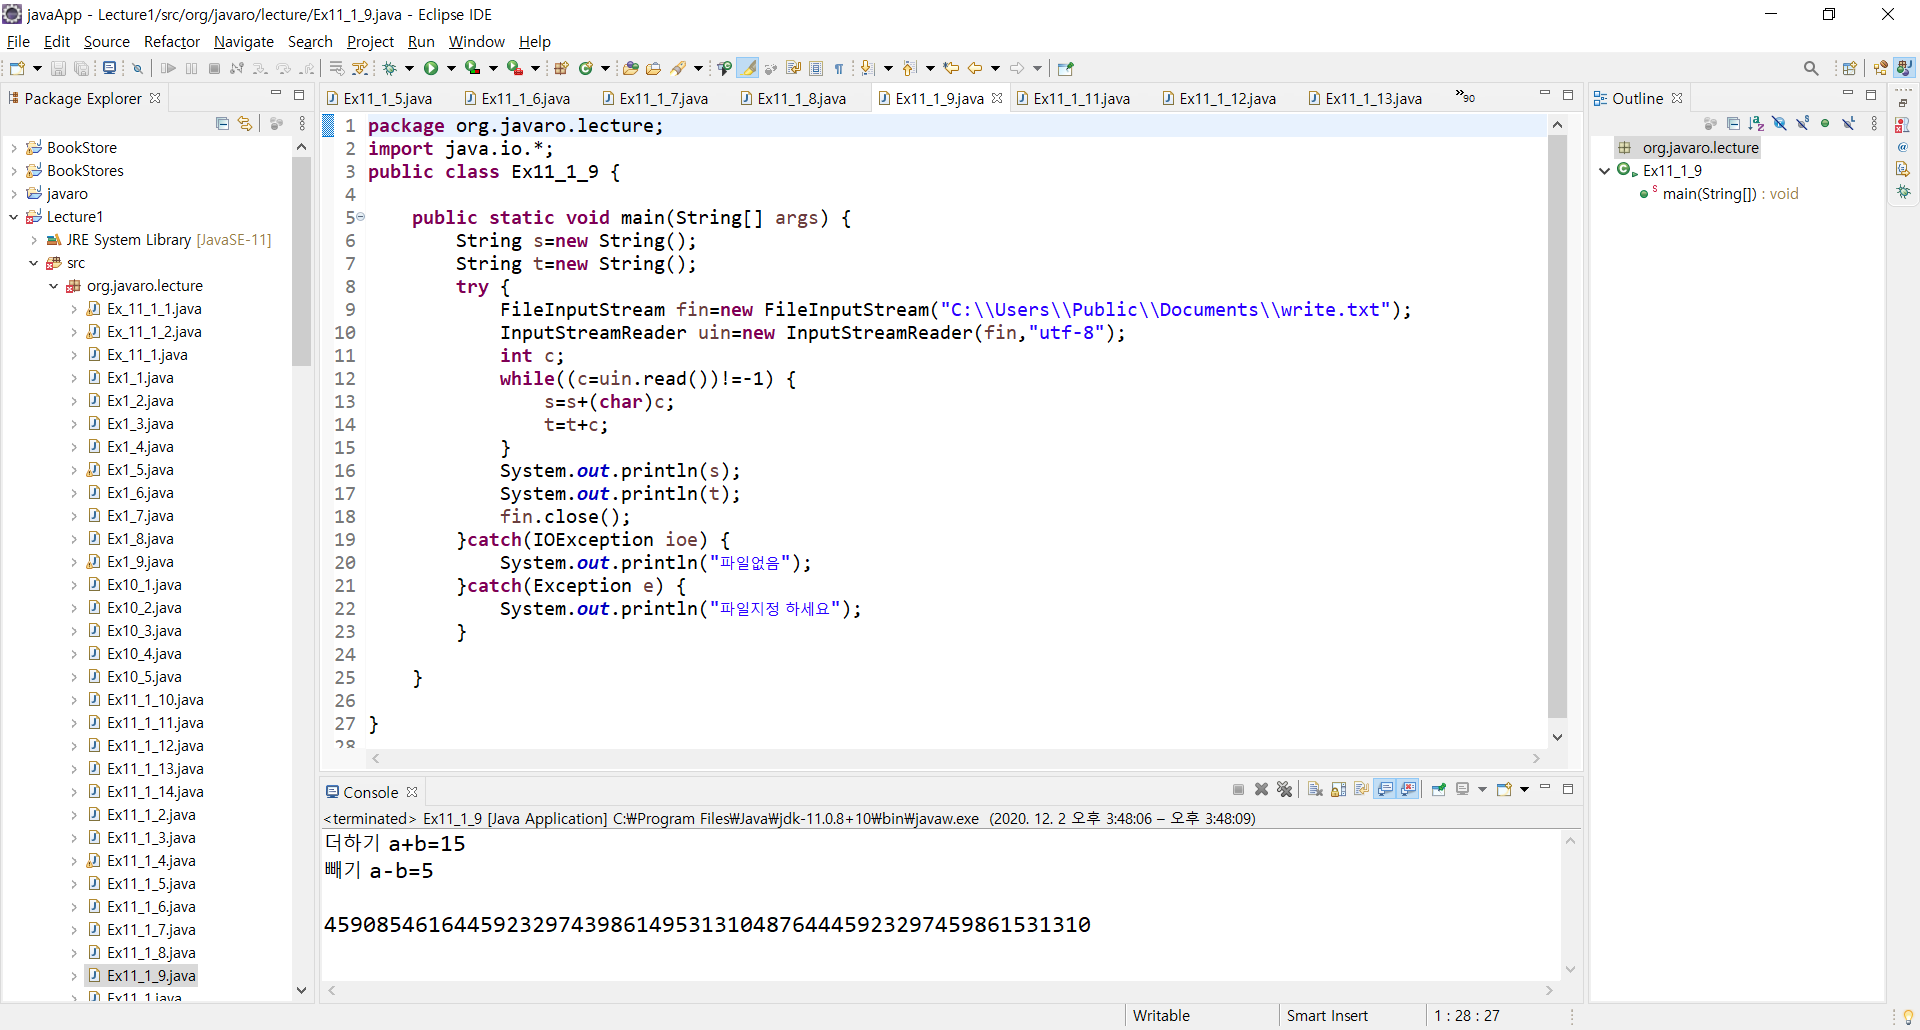 javaApp - Lecture1/src/org/javaro/lecture/Ex11_1_9.java - Eclipse IDE
File Edit Source Refactor Navigate Search Project Run Window Help
Package Explorer
BookStore
BookStores
javaro
Lecture1
JRE System Library [JavaSE-11]
src
org.javaro.lecture
Ex_11_1_1.java
Ex_11_1_2.java
Ex_11_1.java
Ex1_1.java
Ex1_2.java
Ex1_3.java
Ex1_4.java
Ex1_5.java
Ex1_6.java
Ex1_7.java
Ex1_8.java
Ex1_9.java
Ex10_1.java
Ex10_2.java
Ex10_3.java
Ex10_4.java
Ex10_5.java
Ex11_1_10.java
Ex11_1_11.java
Ex11_1_12.java
Ex11_1_13.java
Ex11_1_14.java
Ex11_1_2.java
Ex11_1_3.java
Ex11_1_4.java
Ex11_1_5.java
Ex11_1_6.java
Ex11_1_7.java
Ex11_1_8.java
Ex11_1_9.java
Ex11_1.java
Ex11_1_5.java Ex11_1_6.java Ex11_1_7.java Ex11_1_8.java Ex11_1_9.java Ex11_1_11.java Ex11_1_12.java Ex11_1_13.java »90
1 package org.javaro.lecture;
2 import java.io.*;
3 public class Ex11_1_9 {
4
5 public static void main(String[] args) {
6 String s=new String();
7 String t=new String();
8 try {
9 FileInputStream fin=new FileInputStream("C:\\Users\\Public\\Documents\\write.txt");
10 InputStreamReader uin=new InputStreamReader(fin,"utf-8");
11 int c;
12 while((c=uin.read())!=-1) {
13 s=s+(char)c;
14 t=t+c;
15 }
16 System.out.println(s);
17 System.out.println(t);
18 fin.close();
19 }catch(IOException ioe) {
20 System.out.println("파일없음");
21 }catch(Exception e) {
22 System.out.println("파일지정 하세요");
23 }
24
25 }
26
27 }
28
Console
<terminated> Ex11_1_9 [Java Application] C:₩Program Files₩Java₩jdk-11.0.8+10₩bin₩javaw.exe (2020. 12. 2 오후 3:48:06 – 오후 3:48:09)
더하기 a+b=15
빼기 a-b=5
4590854616445923297439861495313104876444592329745986153​1310
Outline
org.javaro.lecture
Ex11_1_9
main(String[]) : void
Writable Smart Insert 1 : 28 : 27